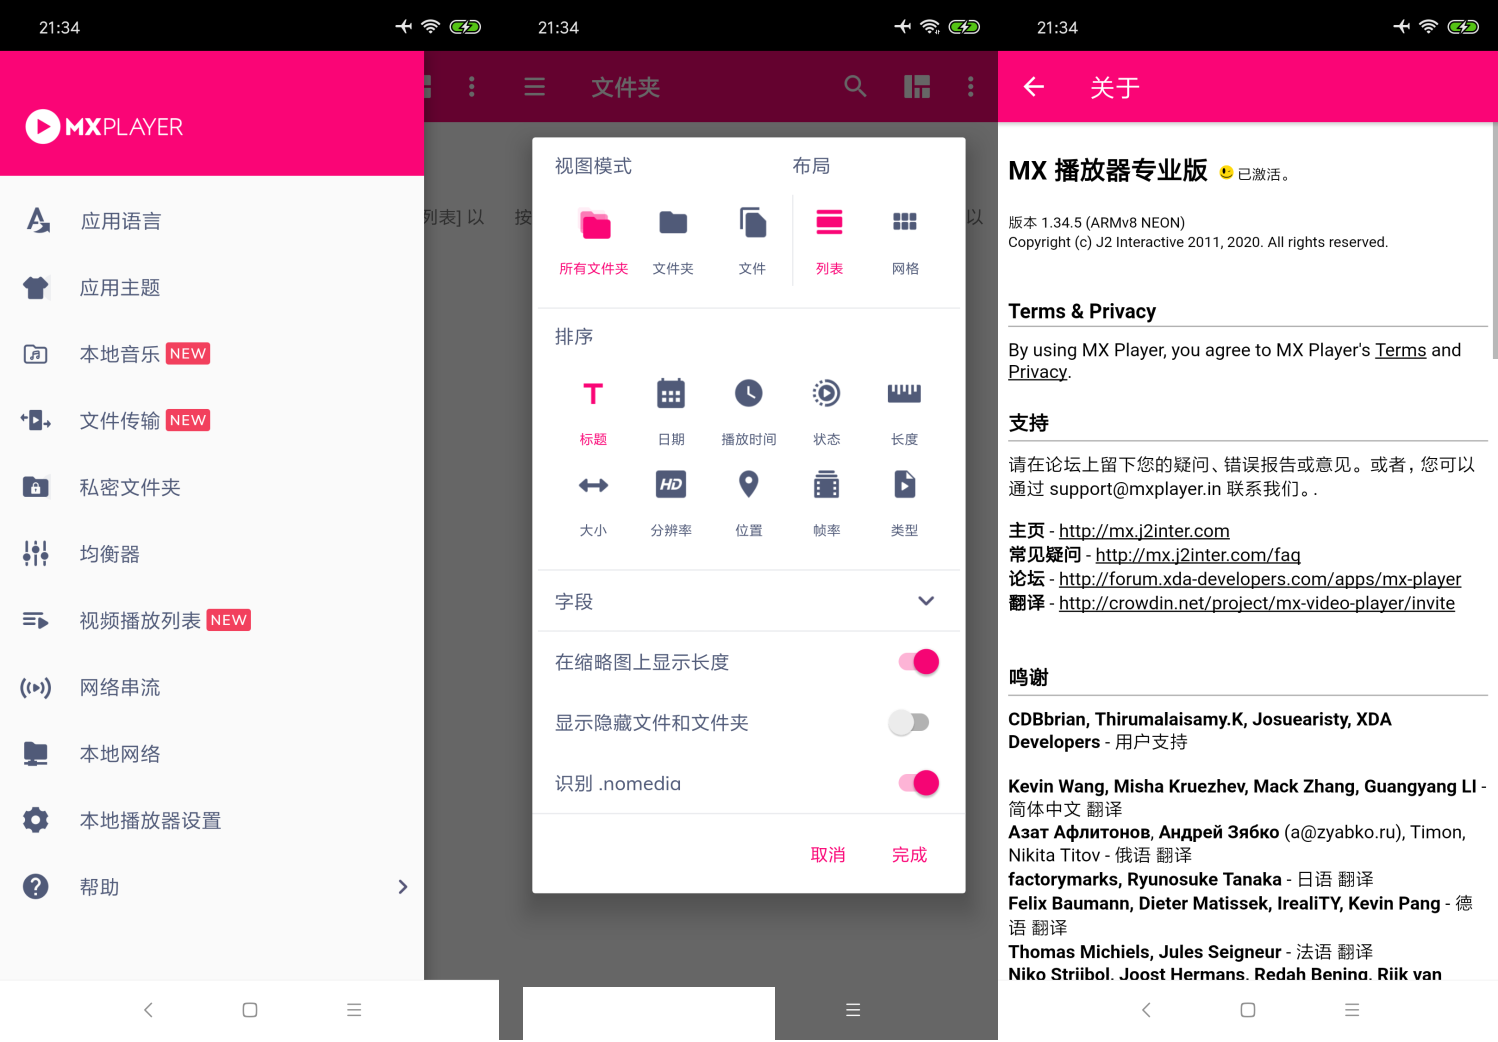 21:34
MXPLAYER
应用语言
应用主题
本地音乐 NEW
文件传输 NEW
私密文件夹
均衡器
视频播放列表 NEW
网络串流
本地网络
本地播放器设置
帮助
列表] 以
21:34
文件夹
按
以
视图模式
布局
所有文件夹
文件夹
文件
列表
网格
排序
T
标题
日期
播放时间
状态
长度
HD
大小
分辨率
位置
帧率
类型
字段
在缩略图上显示长度
显示隐藏文件和文件夹
识别 .nomedia
取消
完成
21:34
关于
MX 播放器专业版 已激活。
版本 1.34.5 (ARMv8 NEON)
Copyright (c) J2 Interactive 2011, 2020. All rights reserved.
Terms & Privacy
By using MX Player, you agree to MX Player's Terms and
Privacy.
支持
请在论坛上留下您的疑问、错误报告或意见。或者，您可以
通过 support@mxplayer.in 联系我们。.
主页 - http://mx.j2inter.com
常见疑问 - http://mx.j2inter.com/faq
论坛 - http://forum.xda-developers.com/apps/mx-player
翻译 - http://crowdin.net/project/mx-video-player/invite
鸣谢
CDBbrian, Thirumalaisamy.K, Josuearisty, XDA
Developers - 用户支持
Kevin Wang, Misha Kruezhev, Mack Zhang, Guangyang LI -
简体中文 翻译
Азат Афлитонов, Андрей Зябко (a@zyabko.ru), Timon,
Nikita Titov - 俄语 翻译
factorymarks, Ryunosuke Tanaka - 日语 翻译
Felix Baumann, Dieter Matissek, IrealiTY, Kevin Pang - 德
语 翻译
Thomas Michiels, Jules Seigneur - 法语 翻译
Niko Strijbol, Joost Hermans, Redah Bening, Rijk van